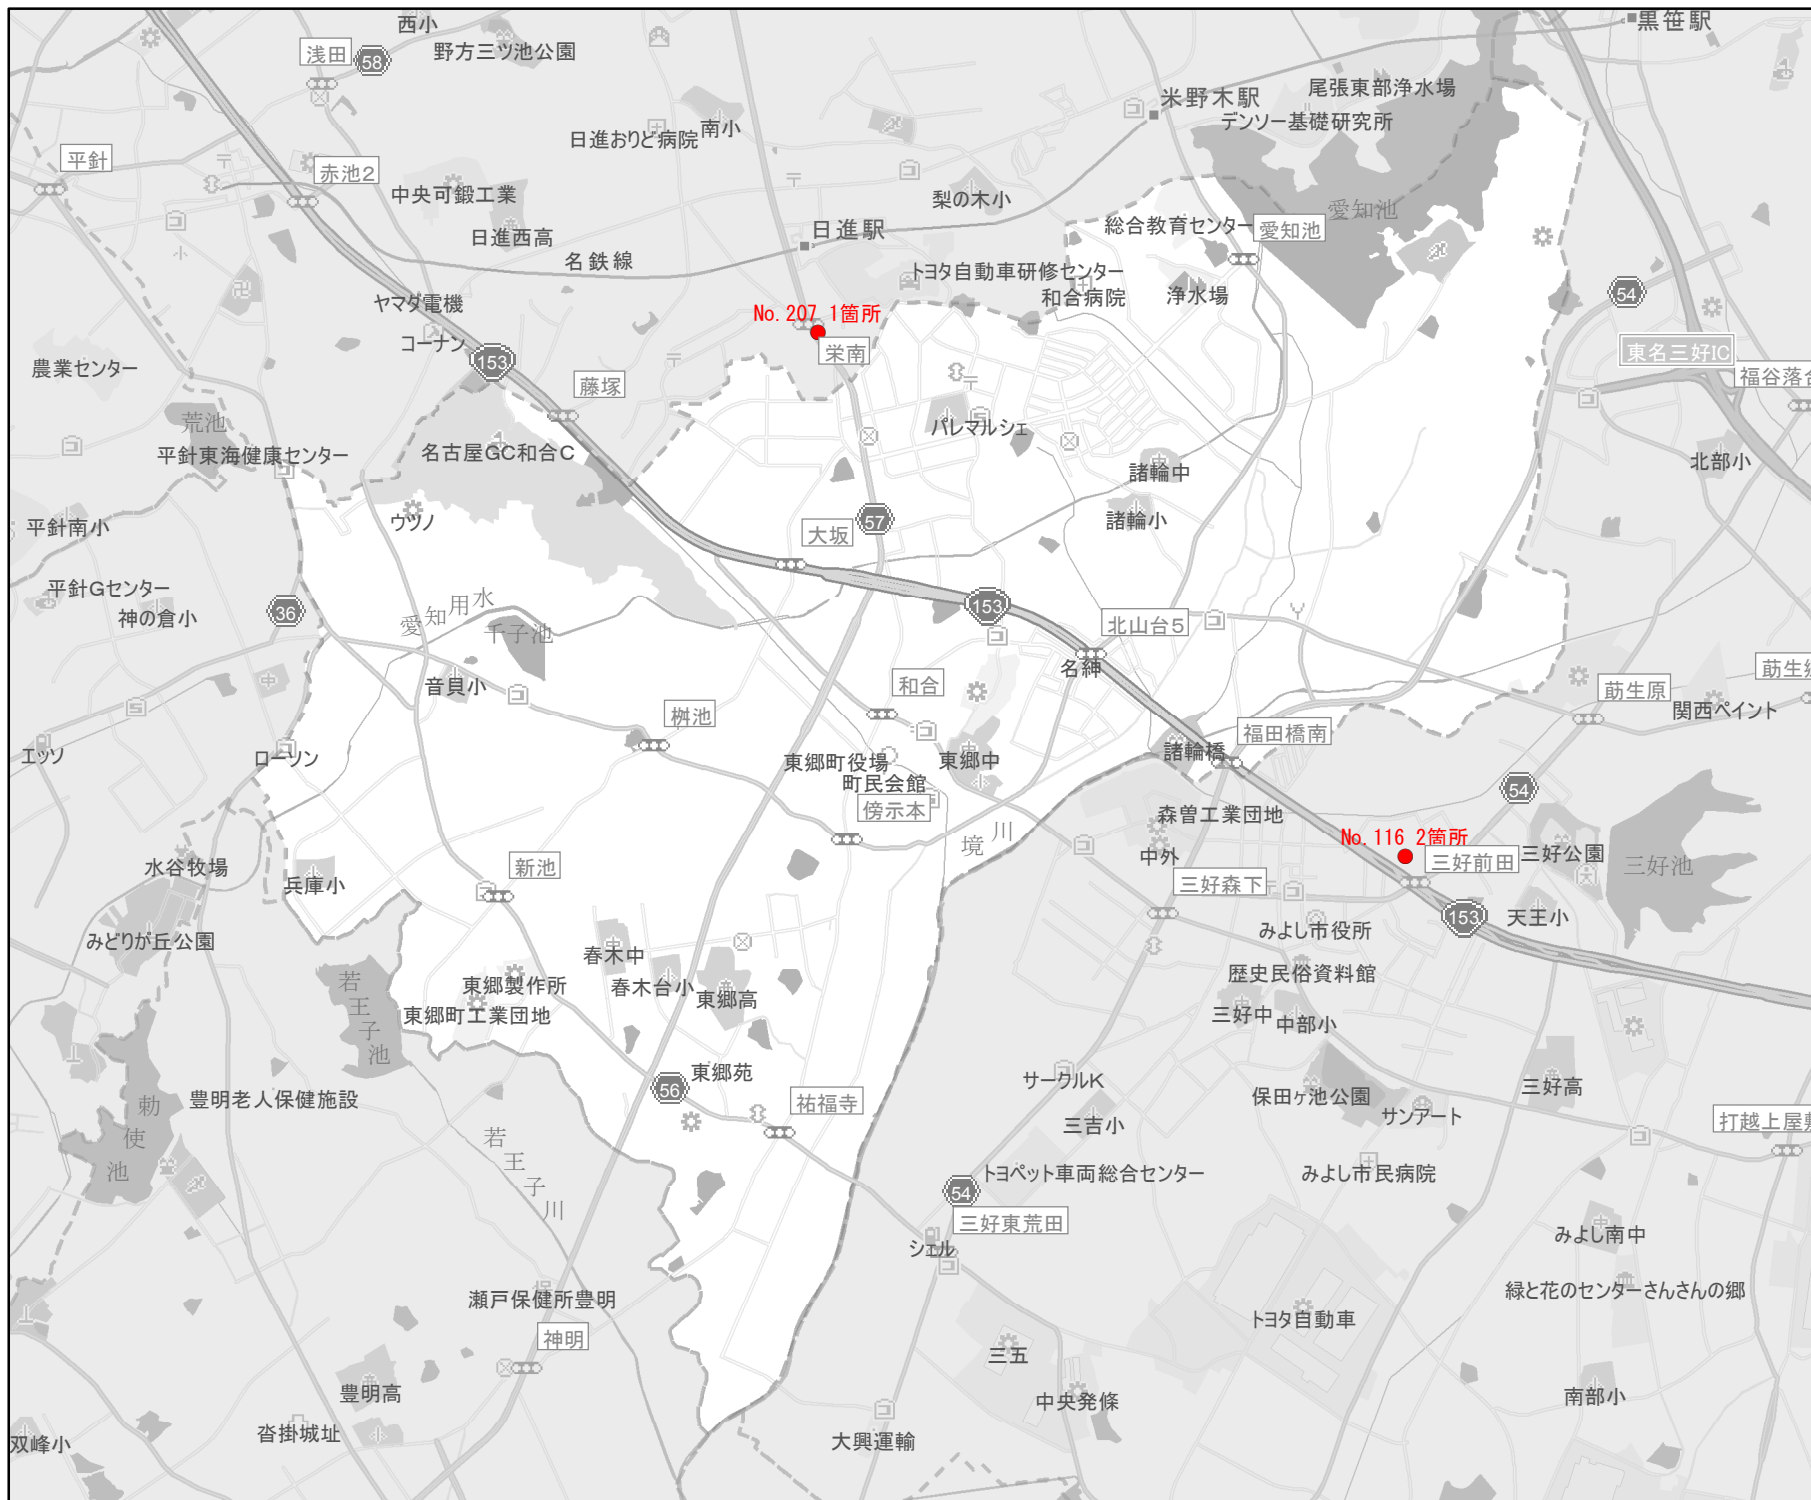 西小
黒笹駅
浅田
58
野方三ツ池公園
尾張東部浄水場
米野木駅
デンソー基礎研究所
南小
日進おりど病院
平針
赤池2
中央可鍛工業
梨の木小
愛知池
総合教育センター
愛知池
日進西高
日進駅
名鉄線
トヨタ自動車研修センター
和合病院
浄水場
54
ヤマダ電機
No.207 1箇所
コーナン
153
栄南
東名三好IC
農業センター
藤塚
福谷落合
荒池
パレマルシェ
平針東海健康センター
名古屋GC和合C
諸輪中
北部小
平針南小
ウツノ
大坂
57
諸輪小
平針Gセンター
神の倉小
36
愛知用水
千子池
153
北山台5
名紳
音貝小
和合
莇生原
莇生
関西ペイント
桝池
福田橋南
エッソ
ローソン
東郷町役場
町民会館
東郷中
諸輪橋
傍示本
境川
森曽工業団地
54
No.116 2箇所
中外
三好前田
三好公園
三好池
水谷牧場
兵庫小
新池
三好森下
153
天王小
みどりが丘公園
春木中
みよし市役所
若王子池
東郷製作所
春木台小
東郷高
歴史民俗資料館
東郷町工業団地
三好中
中部小
東郷苑
56
サークルK
保田ヶ池公園
三好高
豊明老人保健施設
祐福寺
三吉小
サンアート
打越上屋敷
勅使池
若王子川
トヨペット車両総合センター
みよし市民病院
54
三好東荒田
シェル
みよし南中
瀬戸保健所豊明
緑と花のセンターさんさんの郷
トヨタ自動車
神明
三五
豊明高
中央発條
南部小
沓掛城址
大興運輸
双峰小